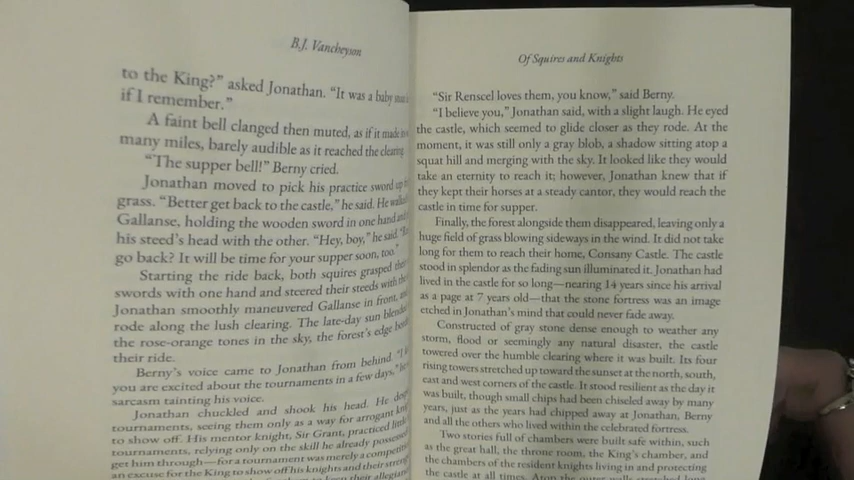 B.J. Vancheyson
to the King?” asked Jonathan. “It was a baby
if I remember.”
A faint bell clanged then muted, as if it made
many miles, barely audible as it reached the clearing.
“The supper bell!” Berny cried.
Jonathan moved to pick his practice sword up
grass. “Better get back to the castle,” he said. He walked
Gallanse, holding the wooden sword in one hand and
his steed’s head with the other. “Hey, boy,” he said.
go back? It will be time for your supper soon, too.”
Starting the ride back, both squires grasped their
swords with one hand and steered their steeds with the
Jonathan smoothly maneuvered Gallanse in front,
rode along the lush clearing. The late-day sun blended
the rose-orange tones in the sky, the forest’s edge
their ride.
Berny’s voice came to Jonathan from behind.
you are excited about the tournaments in a few days,”
sarcasm tainting his voice.
Jonathan chuckled and shook his head. He
tournaments, seeing them only as a way for arrogant
to show off. His mentor knight, Sir Grant, practiced
tournaments, relying only on the skill he already possessed
get him through—for a tournament was merely a
an excuse for the King to show off his knights and their
Of Squires and Knights
“Sir Renscel loves them, you know,” said Berny.
“I believe you,” Jonathan said, with a slight laugh. He eyed
the castle, which seemed to glide closer as they rode. At the
moment, it was still only a gray blob, a shadow sitting atop a
squat hill and merging with the sky. It looked like they would
take an eternity to reach it; however, Jonathan knew that if
they kept their horses at a steady cantor, they would reach the
castle in time for supper.
Finally, the forest alongside them disappeared, leaving only a
huge field of grass blowing sideways in the wind. It did not take
long for them to reach their home, Consany Castle. The castle
stood in splendor as the fading sun illuminated it. Jonathan had
lived in the castle for so long—nearing 14 years since his arrival
as a page at 7 years old—that the stone fortress was an image
etched in Jonathan’s mind that could never fade away.
Constructed of gray stone dense enough to weather any
storm, flood or seemingly any natural disaster, the castle
towered over the humble clearing where it was built. Its four
rising towers stretched up toward the sunset at the north, south,
east and west corners of the castle. It stood resilient as the day it
was built, though small chips had been chiseled away by many
years, just as the years had chipped away at Jonathan, Berny
and all the others who lived within the celebrated fortress.
Two stories full of chambers were built safe within, such
as the great hall, the throne room, the King’s chamber, and
the chambers of the resident knights living in and protecting
the castle at all times. Atop the outer walls stretched long